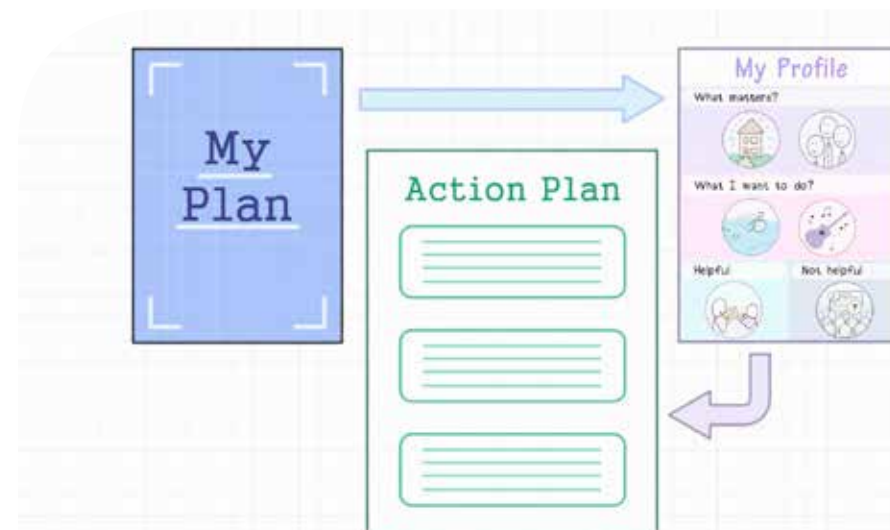 My
Plan
My Profile
What matters?
What I want to do?
Helpful
Not helpful
Action Plan